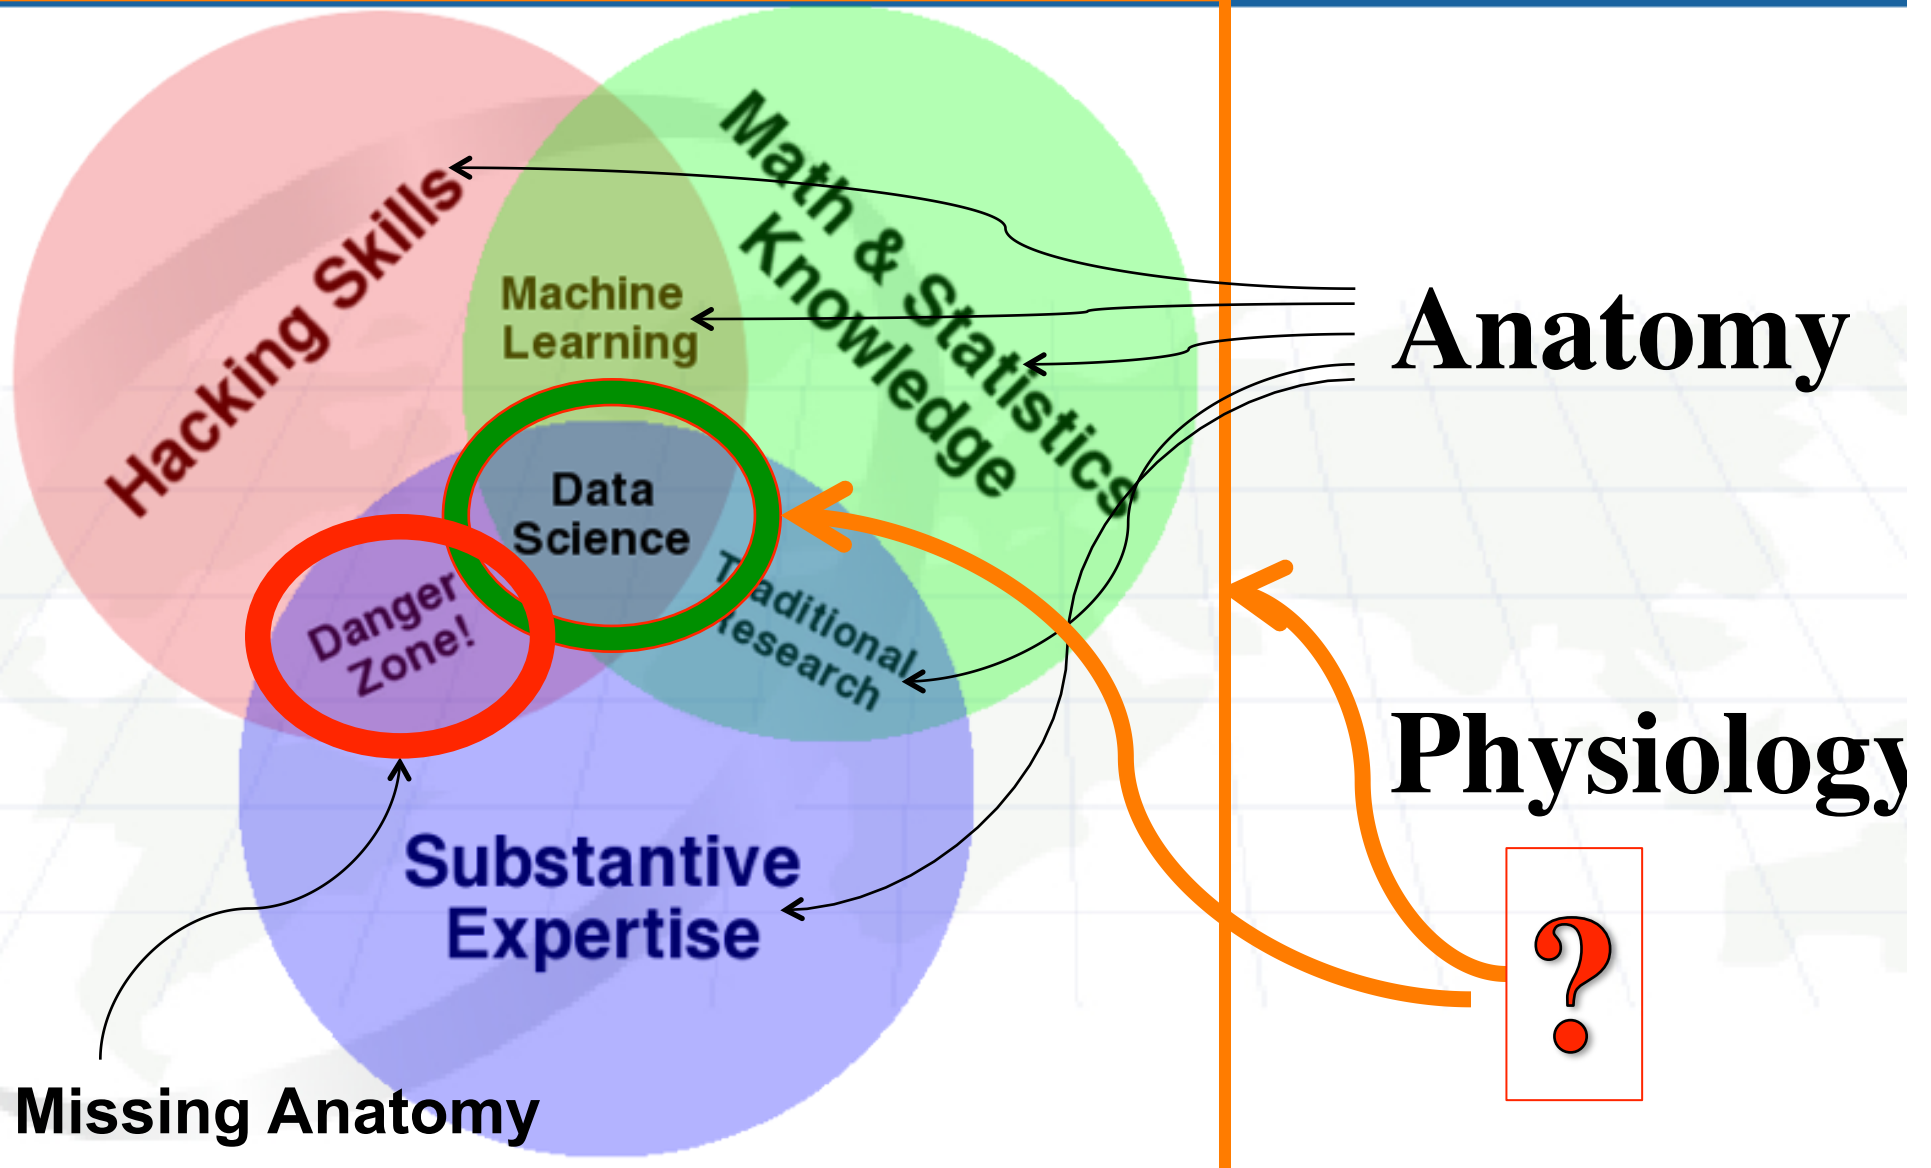 Hacking Skills
Math & Statistics
Knowledge
Machine
Learning
Anatomy
Data
Science
Danger
Zone!
Traditional
Research
Physiology
Substantive
Expertise
?
Missing Anatomy